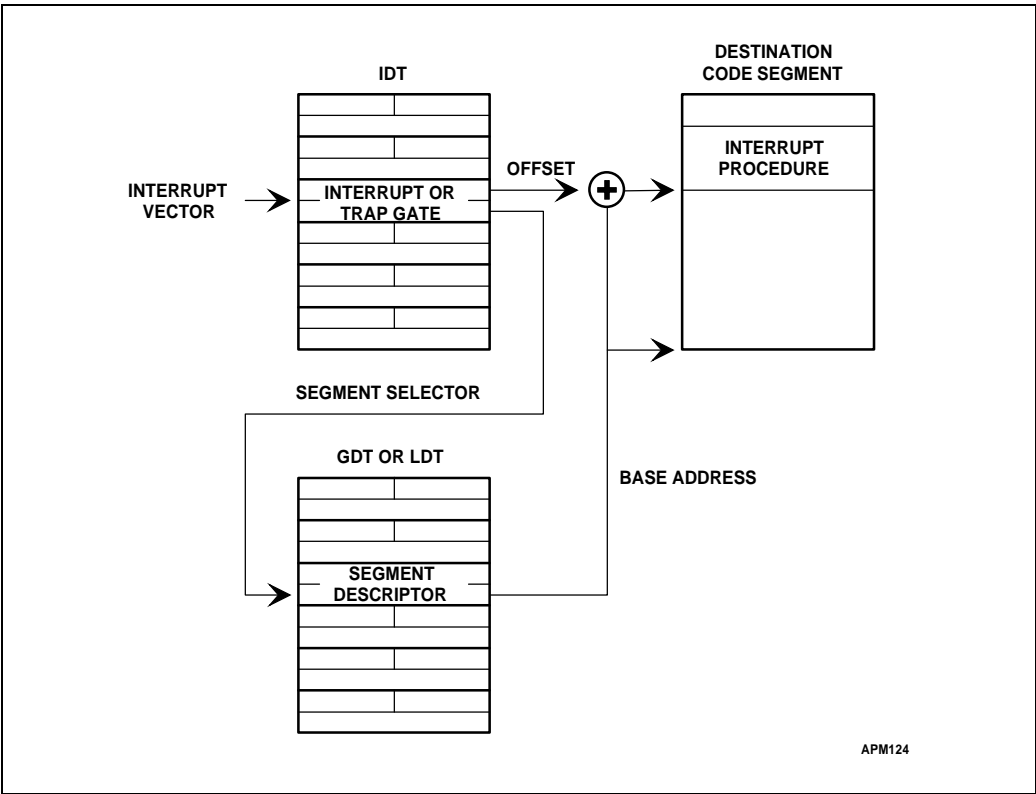 DESTINATION
CODE SEGMENT
IDT
INTERRUPT
PROCEDURE
OFFSET
INTERRUPT
VECTOR
INTERRUPT OR
TRAP GATE
SEGMENT SELECTOR
GDT OR LDT
BASE ADDRESS
SEGMENT
DESCRIPTOR
APM124